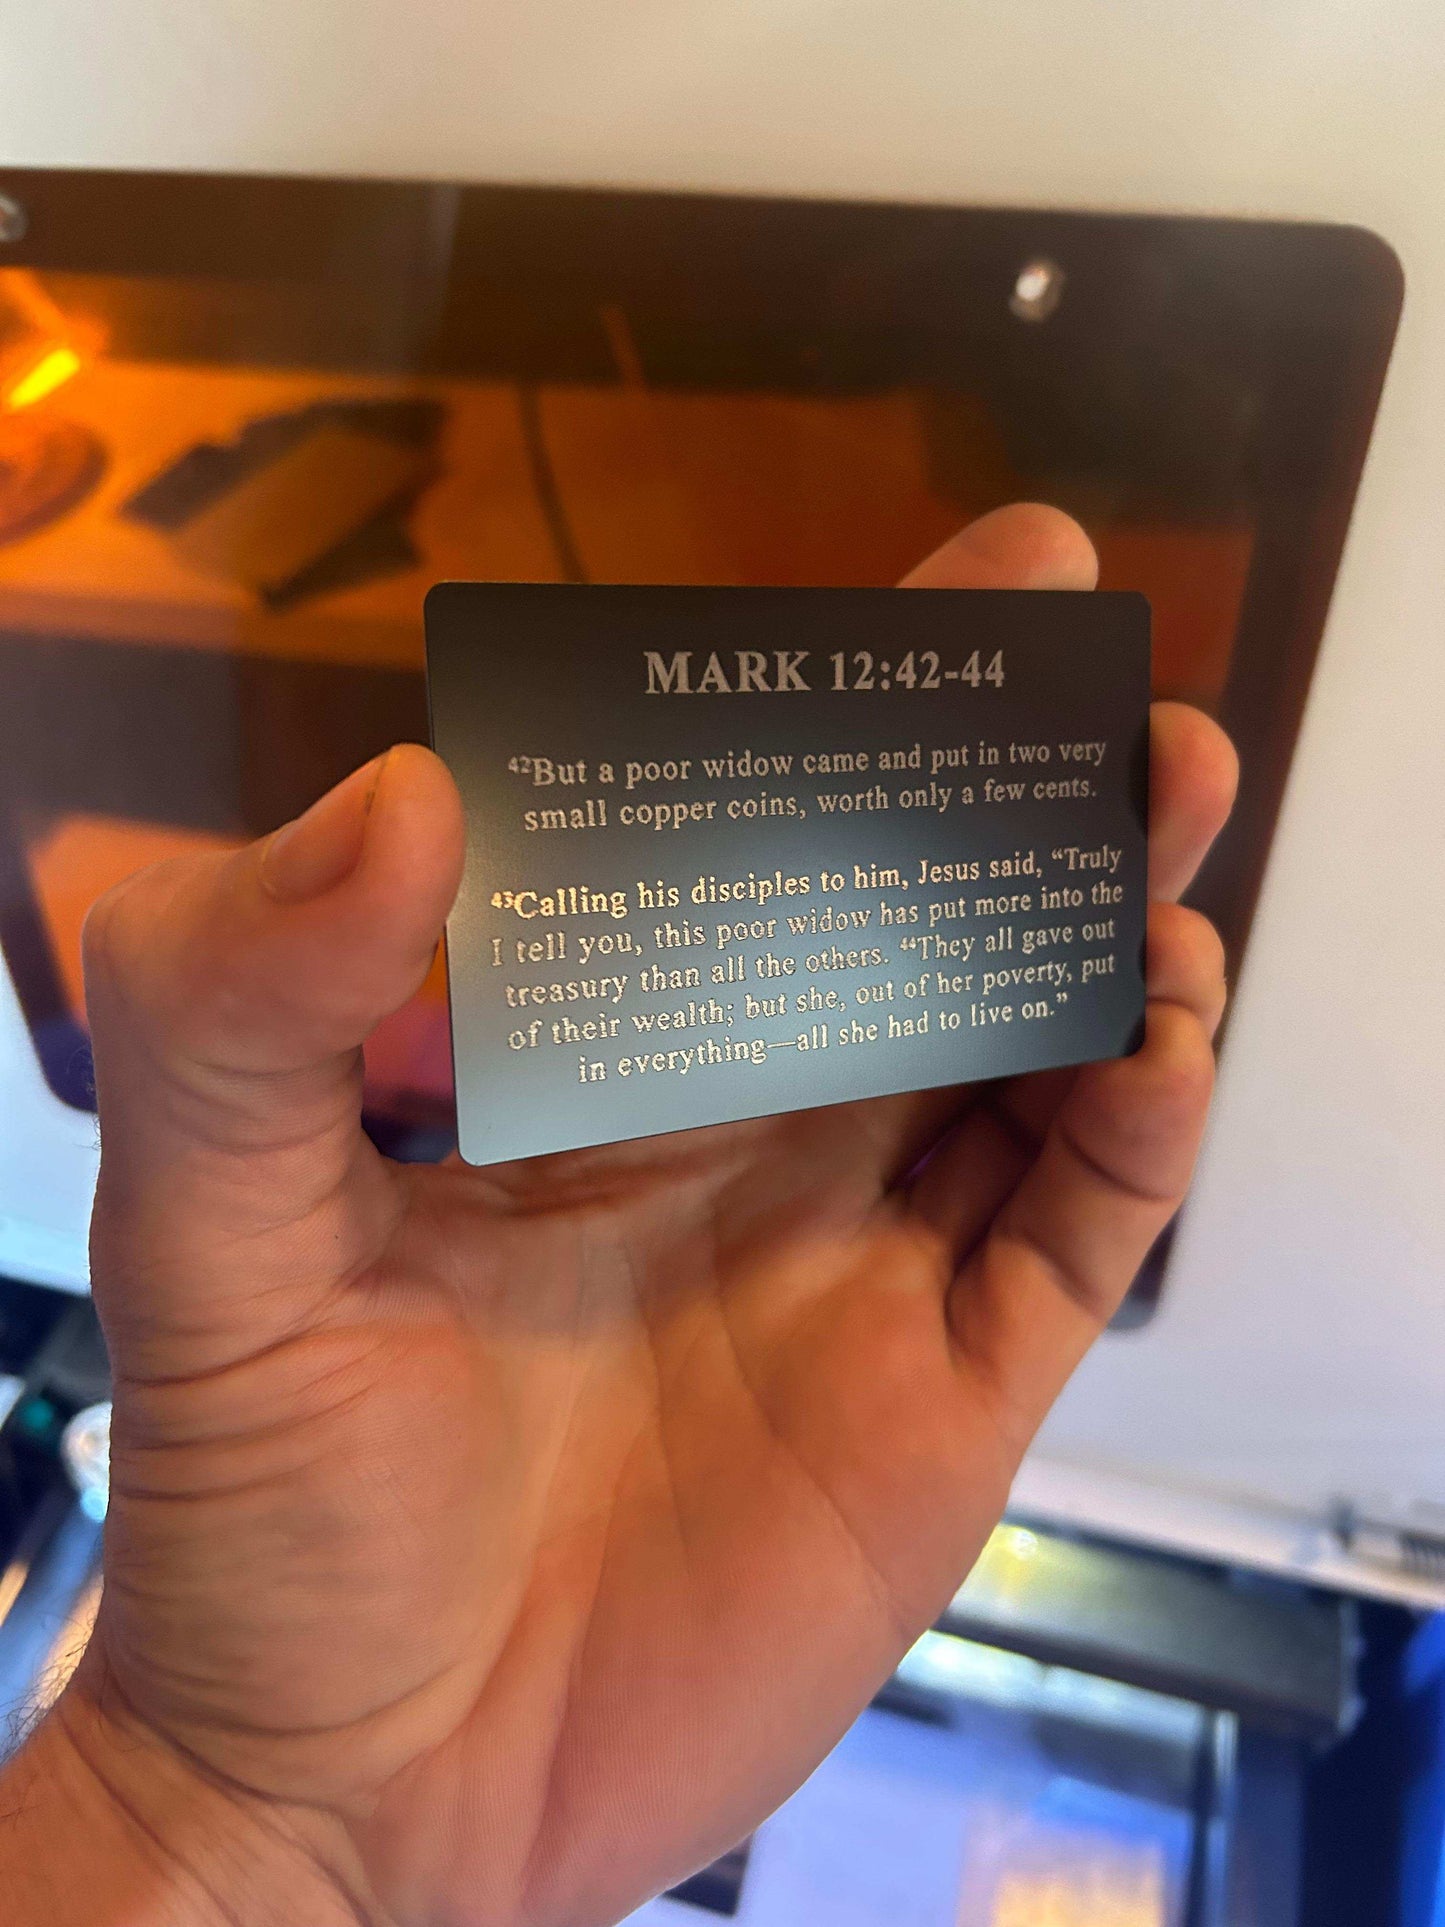 MARK 12:42-44
⁴²But a poor widow came and put in two very
small copper coins, worth only a few cents.
⁴³Calling his disciples to him, Jesus said, “Truly
I tell you, this poor widow has put more into the
treasury than all the others. ⁴⁴They all gave out
of their wealth; but she, out of her poverty, put
in everything—all she had to live on.”